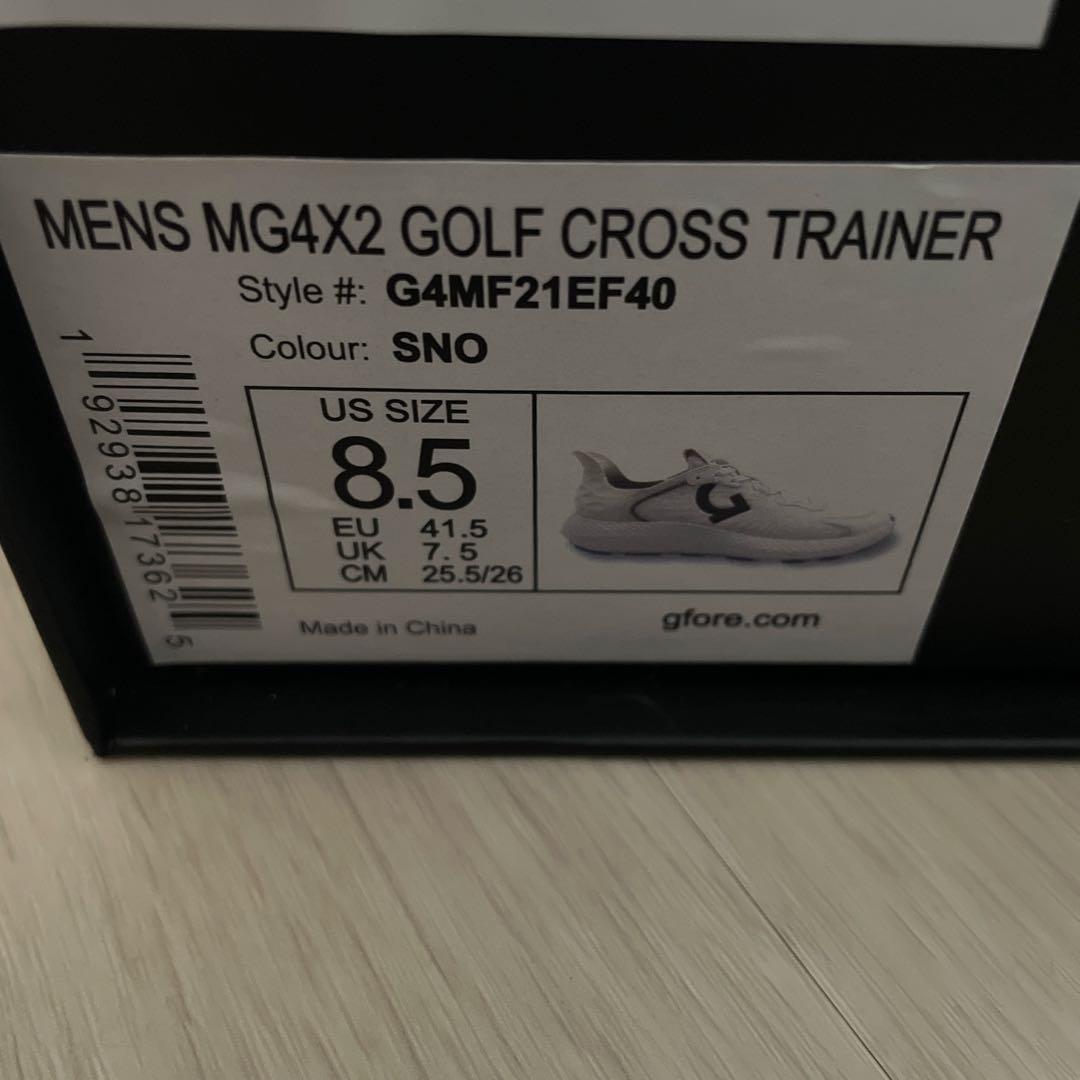 MENS MG4X2 GOLF CROSS TRAINER
Style #: G4MF21EF40
Colour: SNO
1 92938 17362 5
US SIZE
8.5
EU 41.5
UK 7.5
CM 25.5/26
G
Made in China
gfore.com